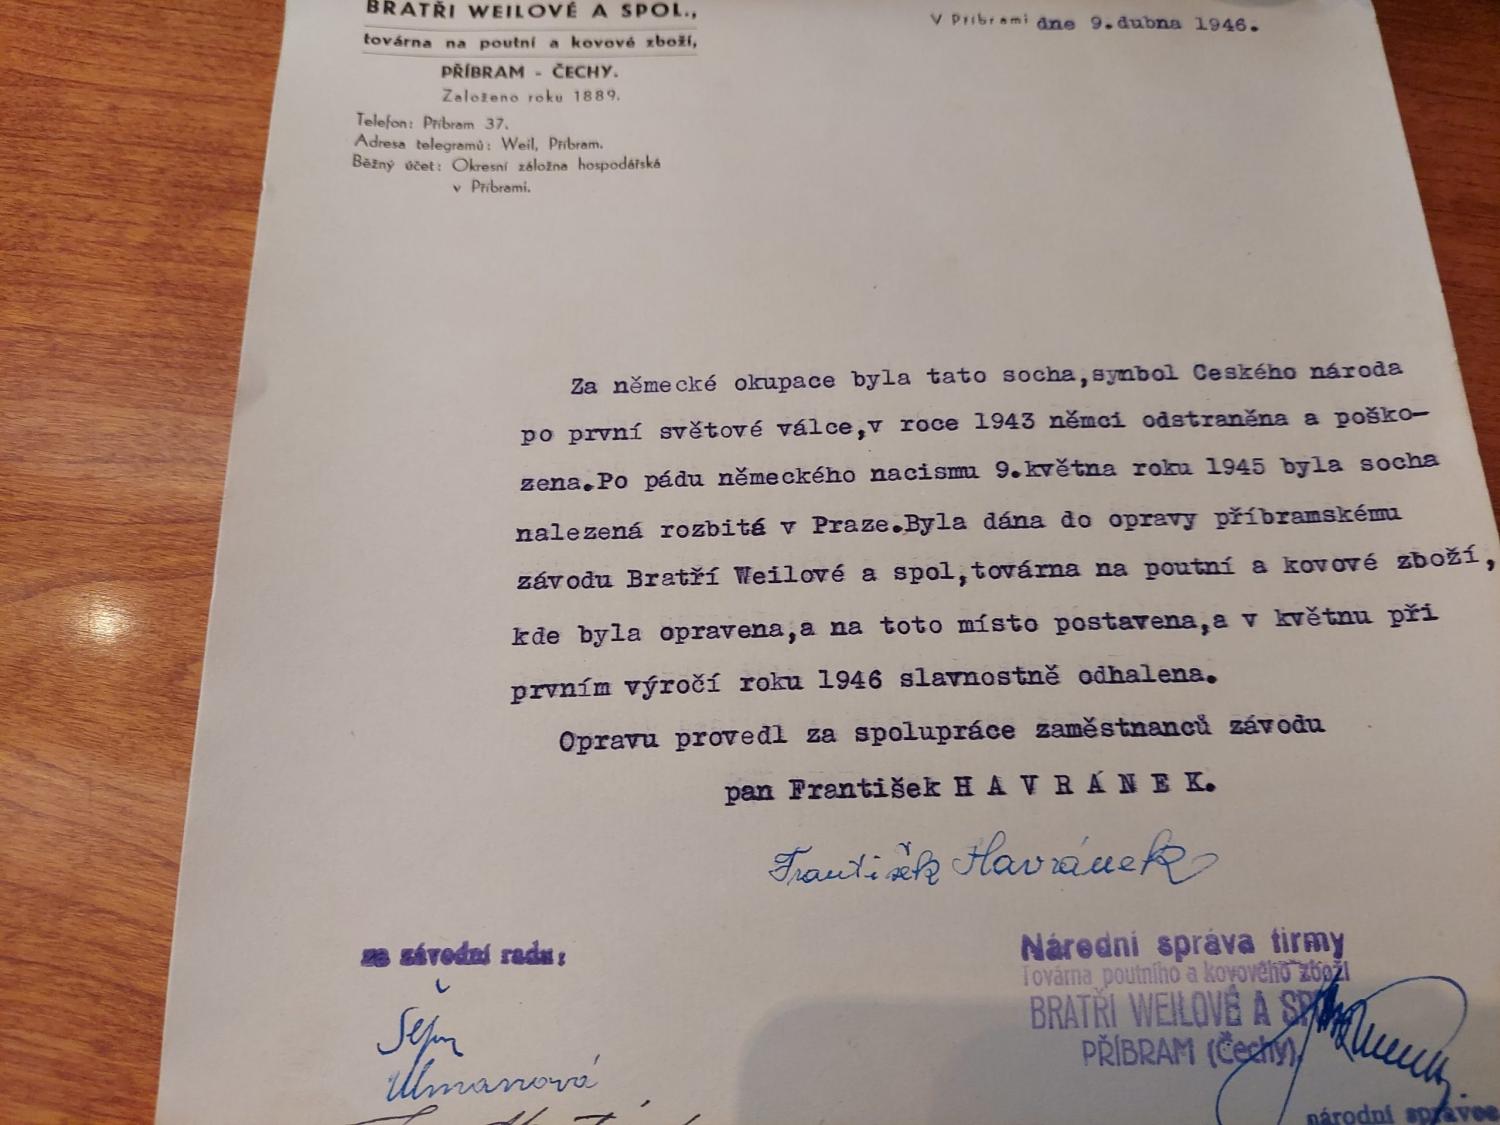 BRATŘI WEILOVÉ A SPOL.,
továrna na poutní a kovové zboží,
PŘÍBRAM - ČECHY.
Založeno roku 1889.
Telefon: Příbram 37.
Adresa telegramů: Weil, Příbram.
Běžný účet: Okresní záložna hospodářská
v Příbrami.
V Příbrami dne 9.dubna 1946.
Za německé okupace byla tato socha,symbol Ceského národa
po první světové válce,v roce 1943 němci odstraněna a poško-
zena.Po pádu německého nacismu 9.května roku 1945 byla socha
nalezená rozbitá v Praze.Byla dána do opravy příbramskému
závodu Bratří Weilové a spol,továrna na poutní a kovové zboží,
kde byla opravena,a na toto místo postavena,a v květnu při
prvním výročí roku 1946 slavnostně odhalena.
Opravu provedl za spolupráce zaměstnanců závodu
pan František H A V R Á N E K.
František Havránek
za závodní radu:
Ulmanová
Národní správa firmy
Továrna poutního a kovového zboží
BRATŘI WEILOVÉ A
PŘÍBRAM (Čechy)
národní správce